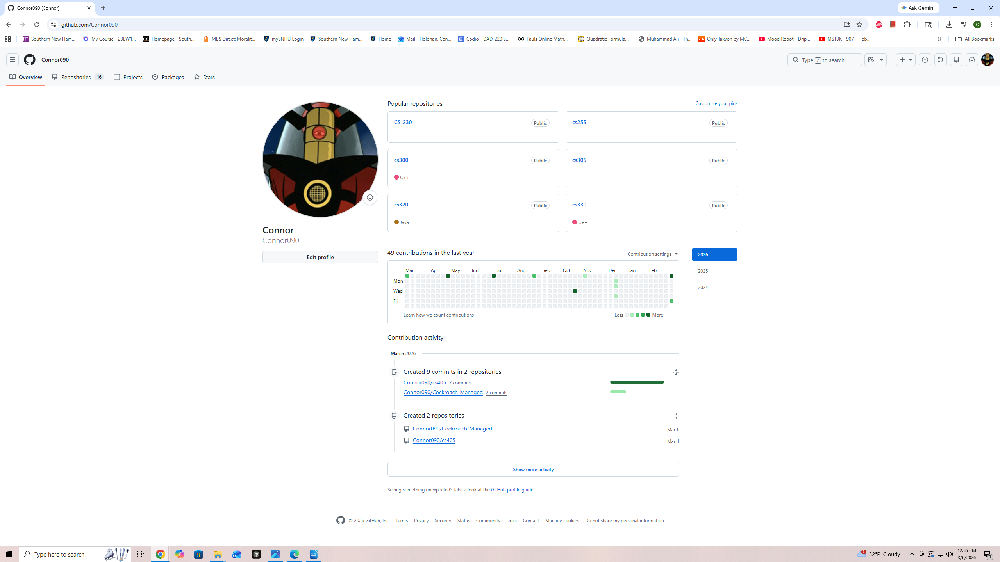 Connor090 (Connor)
Ask Gemini
github.com/Connor090
ABP
C
Southern New Ham...
My Course - 23EW1...
D2L
Homepage - South...
MBS Direct: Moralit...
mySNHU Login
Southern New Ham...
Home
Mail - Holohan, Con...
Codio - DAD-220 S...
Pauls Online Math...
Quadratic Formula...
Muhammad Ali - Th...
Only Takyon by MC...
Mood Robot - Drip...
MST3K - 907 - Hob...
All Bookmarks
Connor090
Type / to search
Overview
Repositories 16
Projects
Packages
Stars
Popular repositories
Customize your pins
CS-230- Public
cs255 Public
cs300 Public
C++
cs305 Public
cs320 Public
Java
cs330 Public
C++
Connor
Connor090
Edit profile
49 contributions in the last year
Contribution settings
2026
2025
2024
Mar Apr May Jun Jul Aug Sep Oct Nov Dec Jan Feb
Mon
Wed
Fri
Learn how we count contributions
Less More
Contribution activity
March 2026
Created 9 commits in 2 repositories
Connor090/cs405 7 commits
Connor090/Cockroach-Managed 2 commits
Created 2 repositories
Connor090/Cockroach-Managed Mar 6
Connor090/cs405 Mar 1
Show more activity
Seeing something unexpected? Take a look at the GitHub profile guide.
© 2026 GitHub, Inc. Terms Privacy Security Status Community Docs Contact Manage cookies Do not share my personal information
Type here to search
2
32°F Cloudy
12:55 PM
3/6/2026
1